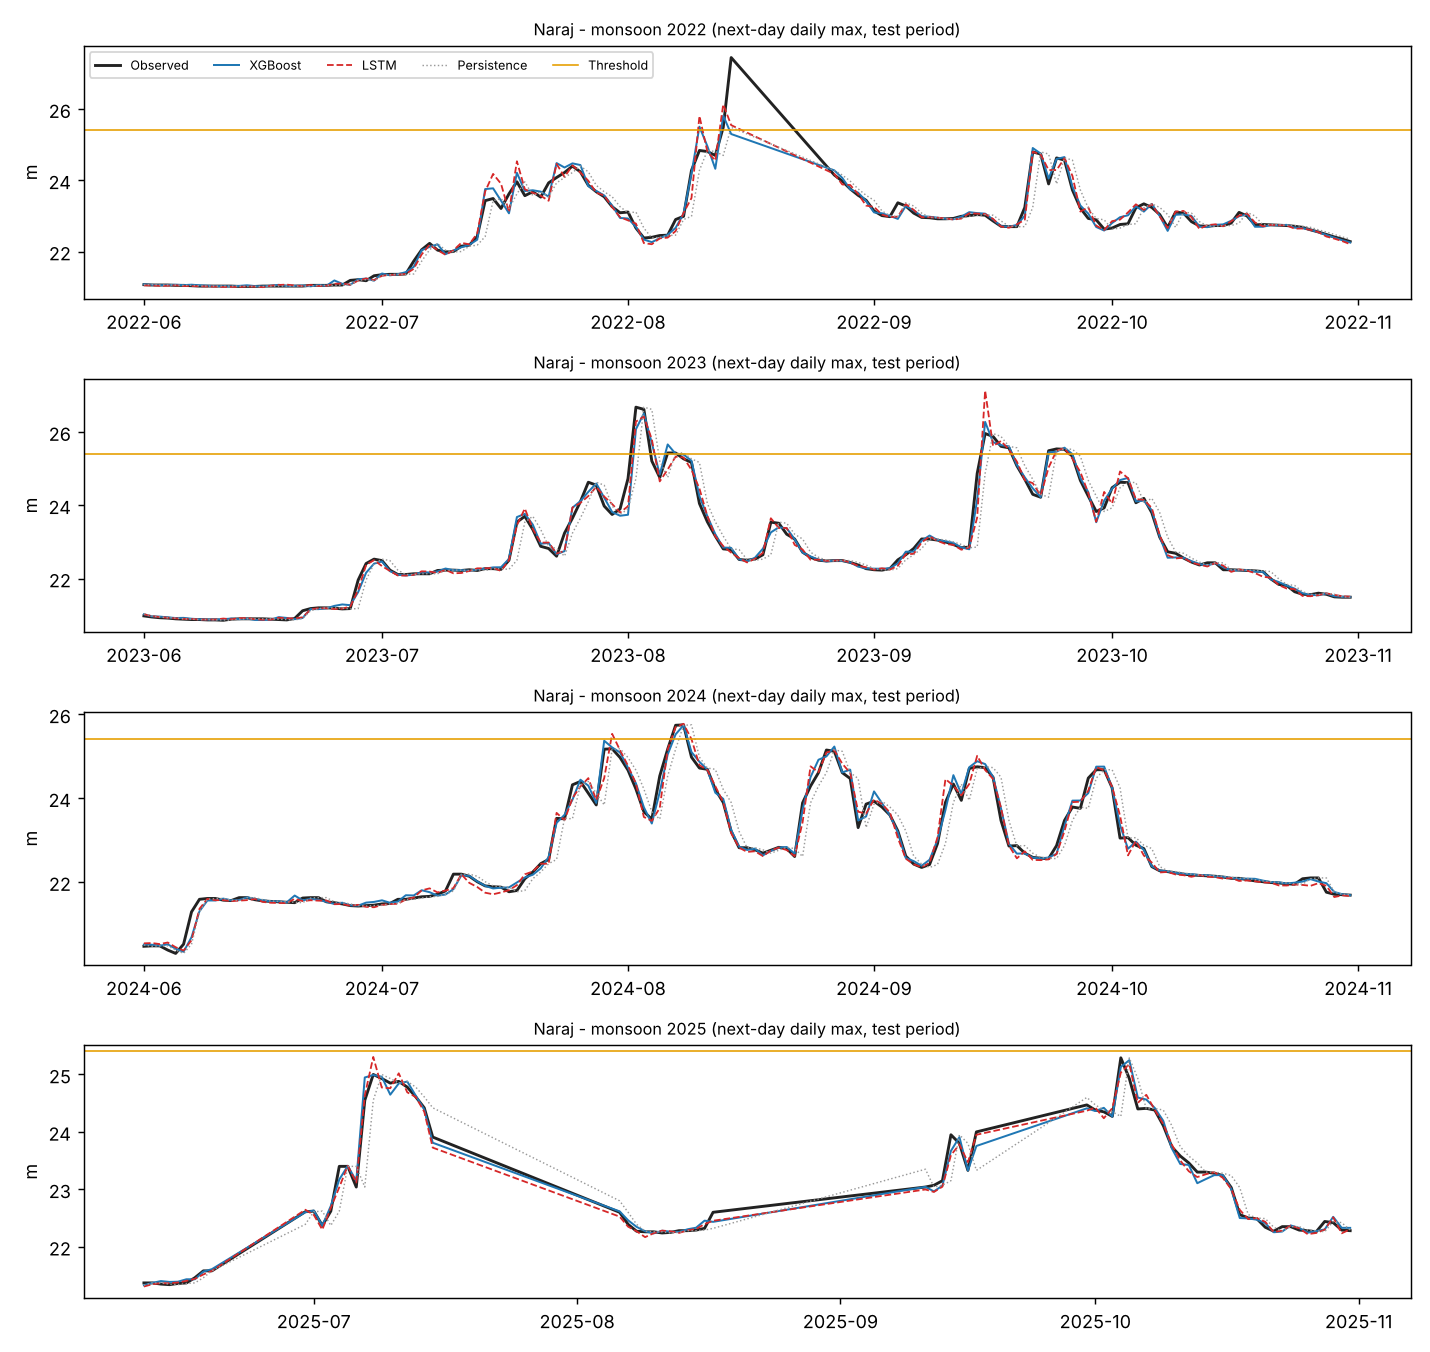 Naraj - monsoon 2022 (next-day daily max, test period)
Observed XGBoost LSTM Persistence Threshold
26
24
22
m
2022-06 2022-07 2022-08 2022-09 2022-10 2022-11
Naraj - monsoon 2023 (next-day daily max, test period)
26
24
22
m
2023-06 2023-07 2023-08 2023-09 2023-10 2023-11
Naraj - monsoon 2024 (next-day daily max, test period)
26
24
22
m
2024-06 2024-07 2024-08 2024-09 2024-10 2024-11
Naraj - monsoon 2025 (next-day daily max, test period)
25
24
23
22
m
2025-07 2025-08 2025-09 2025-10 2025-11